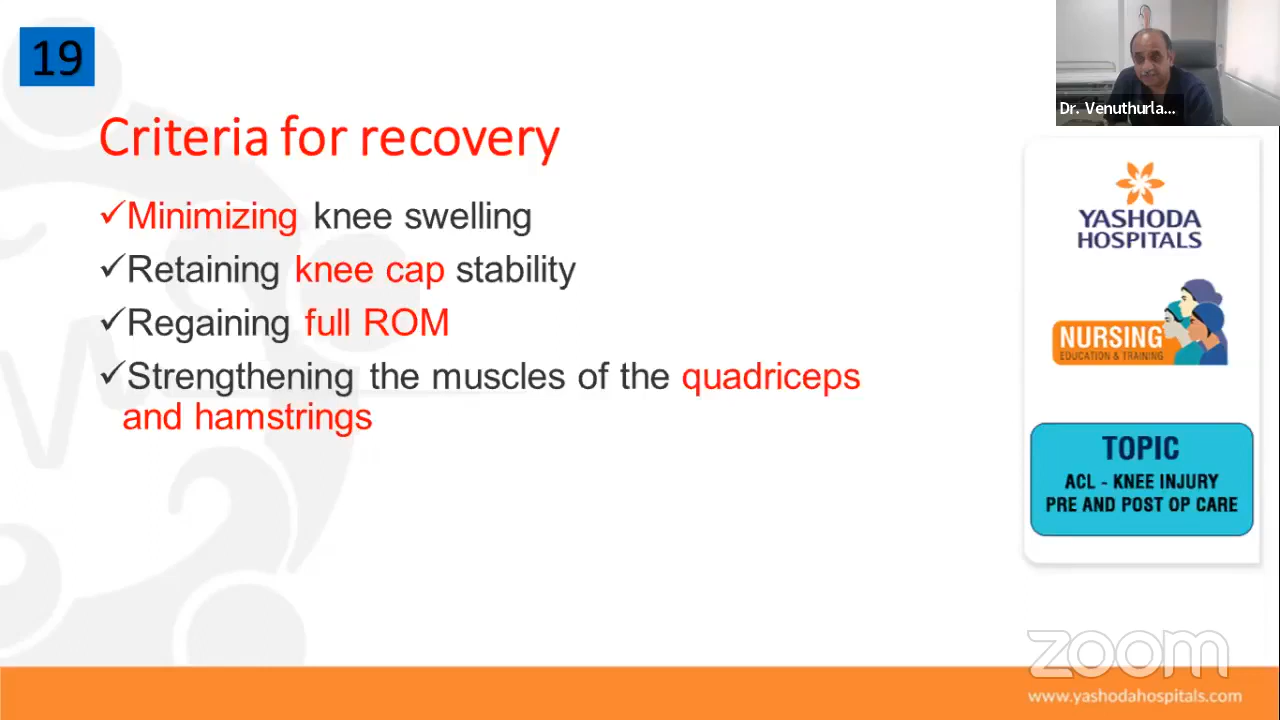 19
Criteria for recovery
✓Minimizing knee swelling
✓Retaining knee cap stability
✓Regaining full ROM
✓Strengthening the muscles of the quadriceps
and hamstrings
Dr. Venuthurla...
YASHODA
HOSPITALS
NURSING
EDUCATION & TRAINING
TOPIC
ACL - KNEE INJURY
PRE AND POST OP CARE
zoom
www.yashodahospitals.com